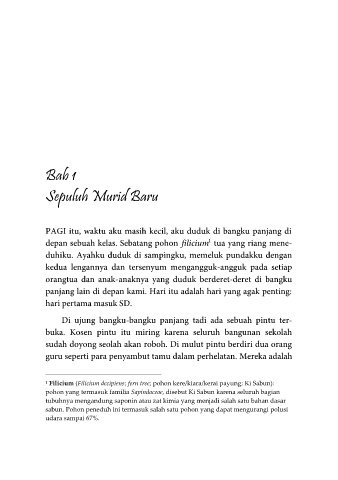 Bab 1
Sepuluh Murid Baru
PAGI itu, waktu aku masih kecil, aku duduk di bangku panjang di
depan sebuah kelas. Sebatang pohon filicium¹ tua yang riang mene-
duhiku. Ayahku duduk di sampingku, memeluk pundakku dengan
kedua lengannya dan tersenyum mengangguk-angguk pada setiap
orangtua dan anak-anaknya yang duduk berderet-deret di bangku
panjang lain di depan kami. Hari itu adalah hari yang agak penting:
hari pertama masuk SD.
Di ujung bangku-bangku panjang tadi ada sebuah pintu ter-
buka. Kosen pintu itu miring karena seluruh bangunan sekolah
sudah doyong seolah akan roboh. Di mulut pintu berdiri dua orang
guru seperti para penyambut tamu dalam perhelatan. Mereka adalah
¹ Filicium (Filicium decipiens; fern tree; pohon kere/kiara/kerai payung; Ki Sabun):
pohon yang termasuk familia Sapindaceae, disebut Ki Sabun karena seluruh bagian
tubuhnya mengandung saponin atau zat kimia yang menjadi salah satu bahan dasar
sabun. Pohon peneduh ini termasuk salah satu pohon yang dapat mengurangi polusi
udara sampai 67%.